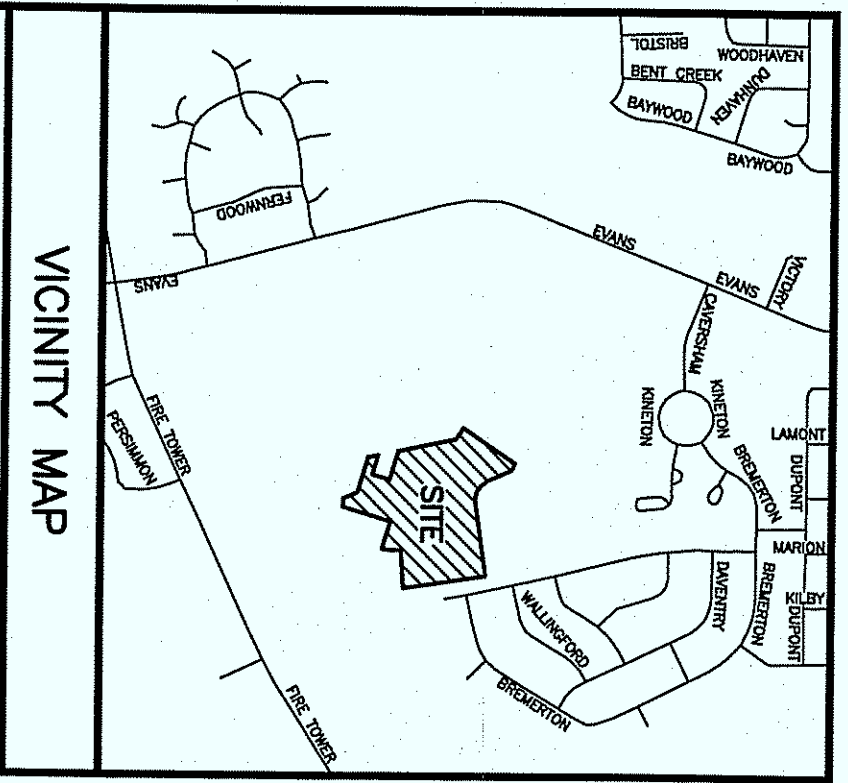 BRISTOL
WOODHAVEN
BENT CREEK
DUNHAVEN
BAYWOOD
BAYWOOD
FERNWOOD
EVANS
EVANS
EVANS
VICTORY
CAVERSHAM
KINETON
KINETON
LAMONT
DUPONT
BREMERTON
MARION
KILBY
DUPONT
BREMERTON
DAVENTRY
WALLINGFORD
BREMERTON
SITE
FIRE TOWER
PERSIMMON
FIRE TOWER
VICINITY MAP